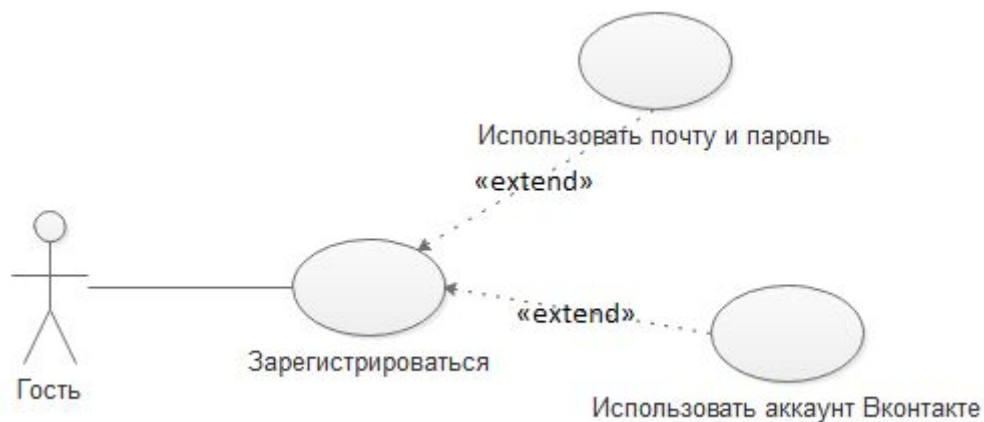 Использовать почту и пароль
«extend»
«extend»
Зарегистрироваться
Гость
Использовать аккаунт Вконтакте